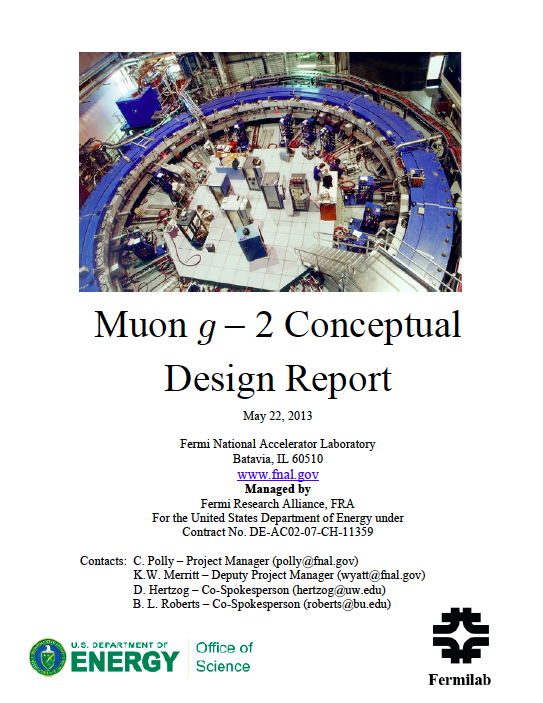 Muon g – 2 Conceptual
Design Report
May 22, 2013
Fermi National Accelerator Laboratory
Batavia, IL 60510
www.fnal.gov
Managed by
Fermi Research Alliance, FRA
For the United States Department of Energy under
Contract No. DE-AC02-07-CH-11359
Contacts: C. Polly – Project Manager (polly@fnal.gov)
K.W. Merritt – Deputy Project Manager (wyatt@fnal.gov)
D. Hertzog – Co-Spokesperson (hertzog@uw.edu)
B. L. Roberts – Co-Spokesperson (roberts@bu.edu)
U.S. DEPARTMENT OF
ENERGY
Office of
Science
Fermilab